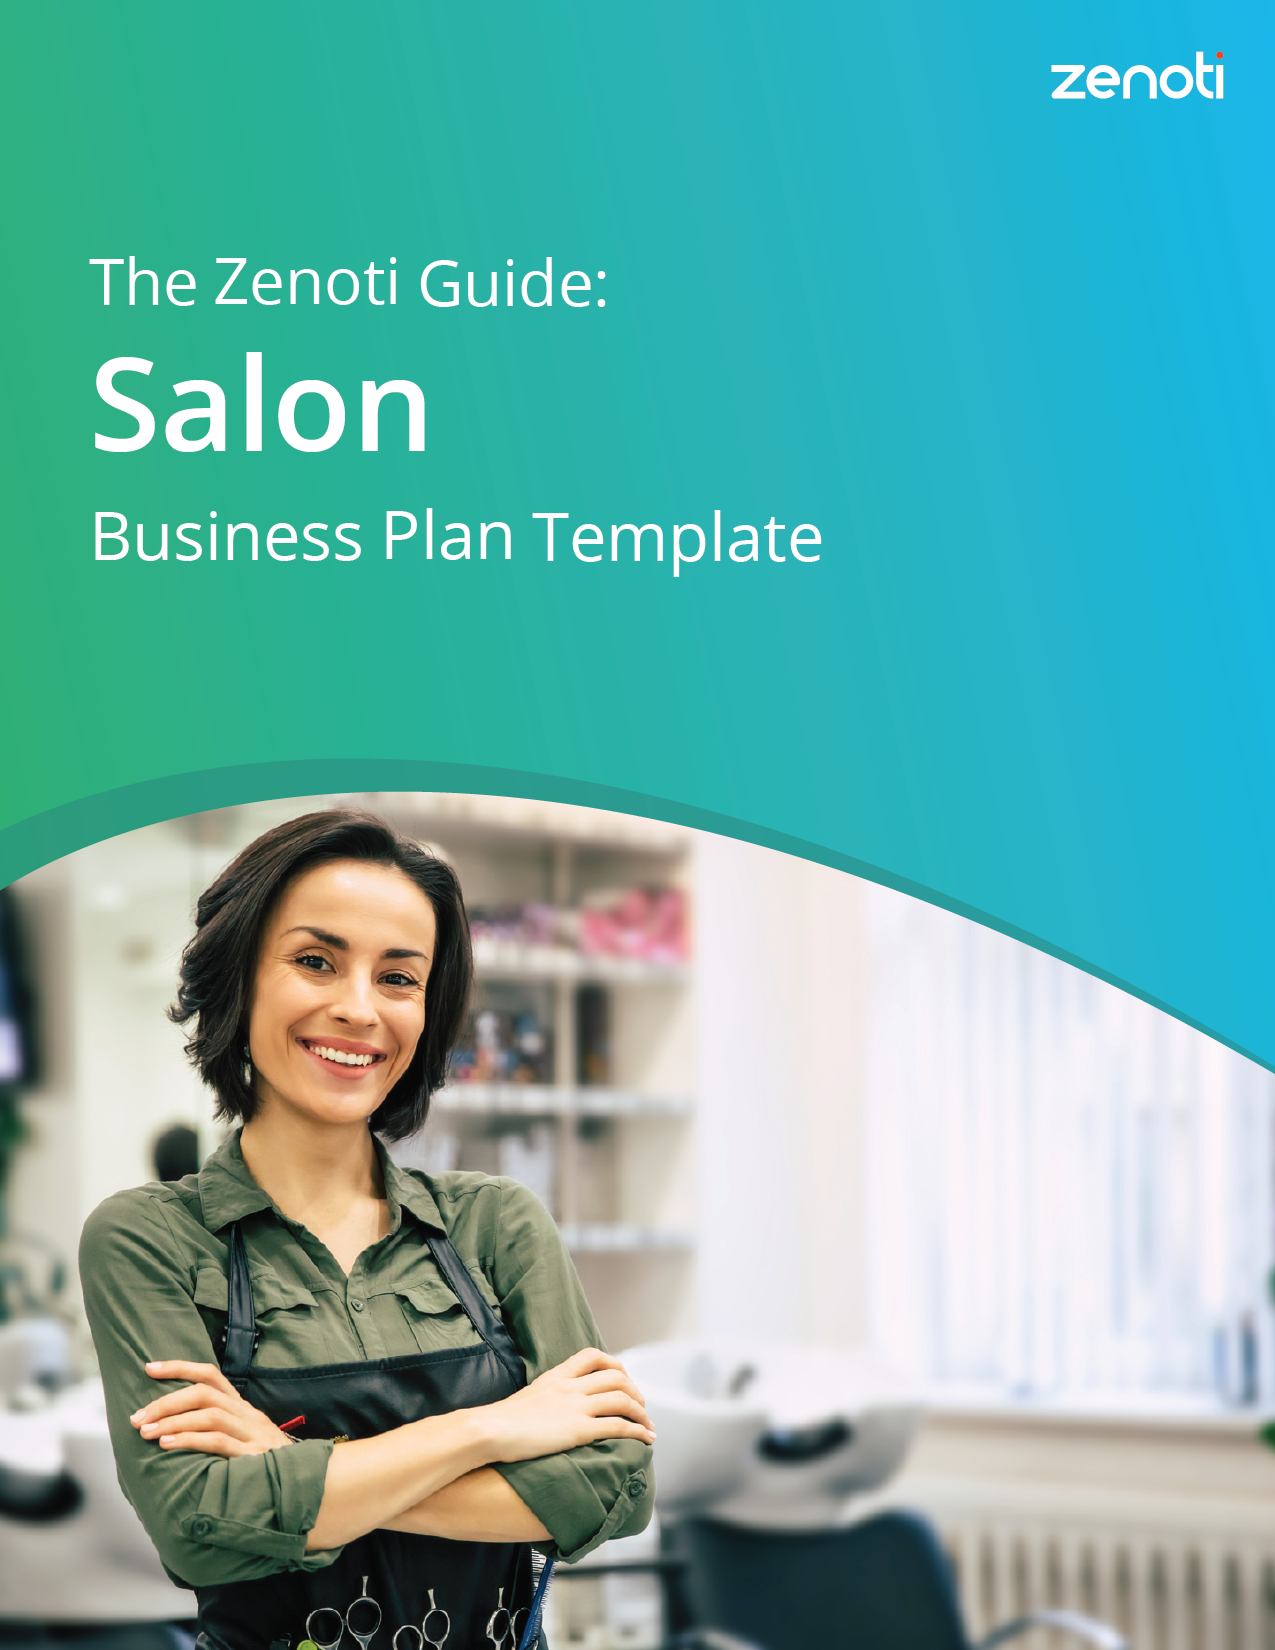 zenoti
The Zenoti Guide:
Salon
Business Plan Template